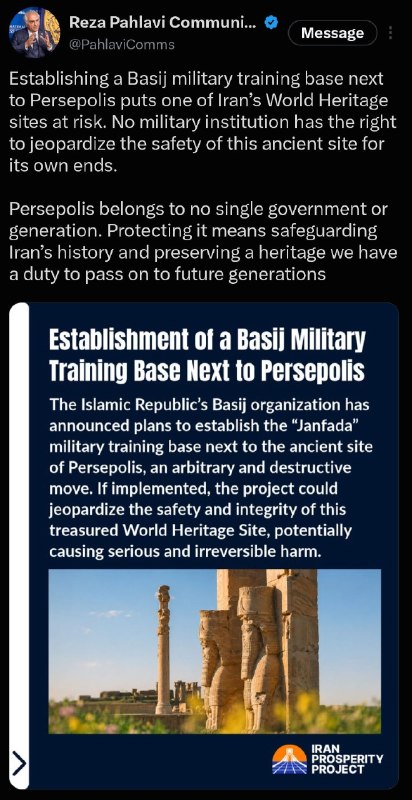 Reza Pahlavi Communi...
@PahlaviComms
Message
Establishing a Basij military training base next
to Persepolis puts one of Iran’s World Heritage
sites at risk. No military institution has the right
to jeopardize the safety of this ancient site for
its own ends.
Persepolis belongs to no single government or
generation. Protecting it means safeguarding
Iran’s history and preserving a heritage we have
a duty to pass on to future generations
Establishment of a Basij Military
Training Base Next to Persepolis
The Islamic Republic’s Basij organization has
announced plans to establish the “Janfada”
military training base next to the ancient site
of Persepolis, an arbitrary and destructive
move. If implemented, the project could
jeopardize the safety and integrity of this
treasured World Heritage Site, potentially
causing serious and irreversible harm.
IRAN
PROSPERITY
PROJECT